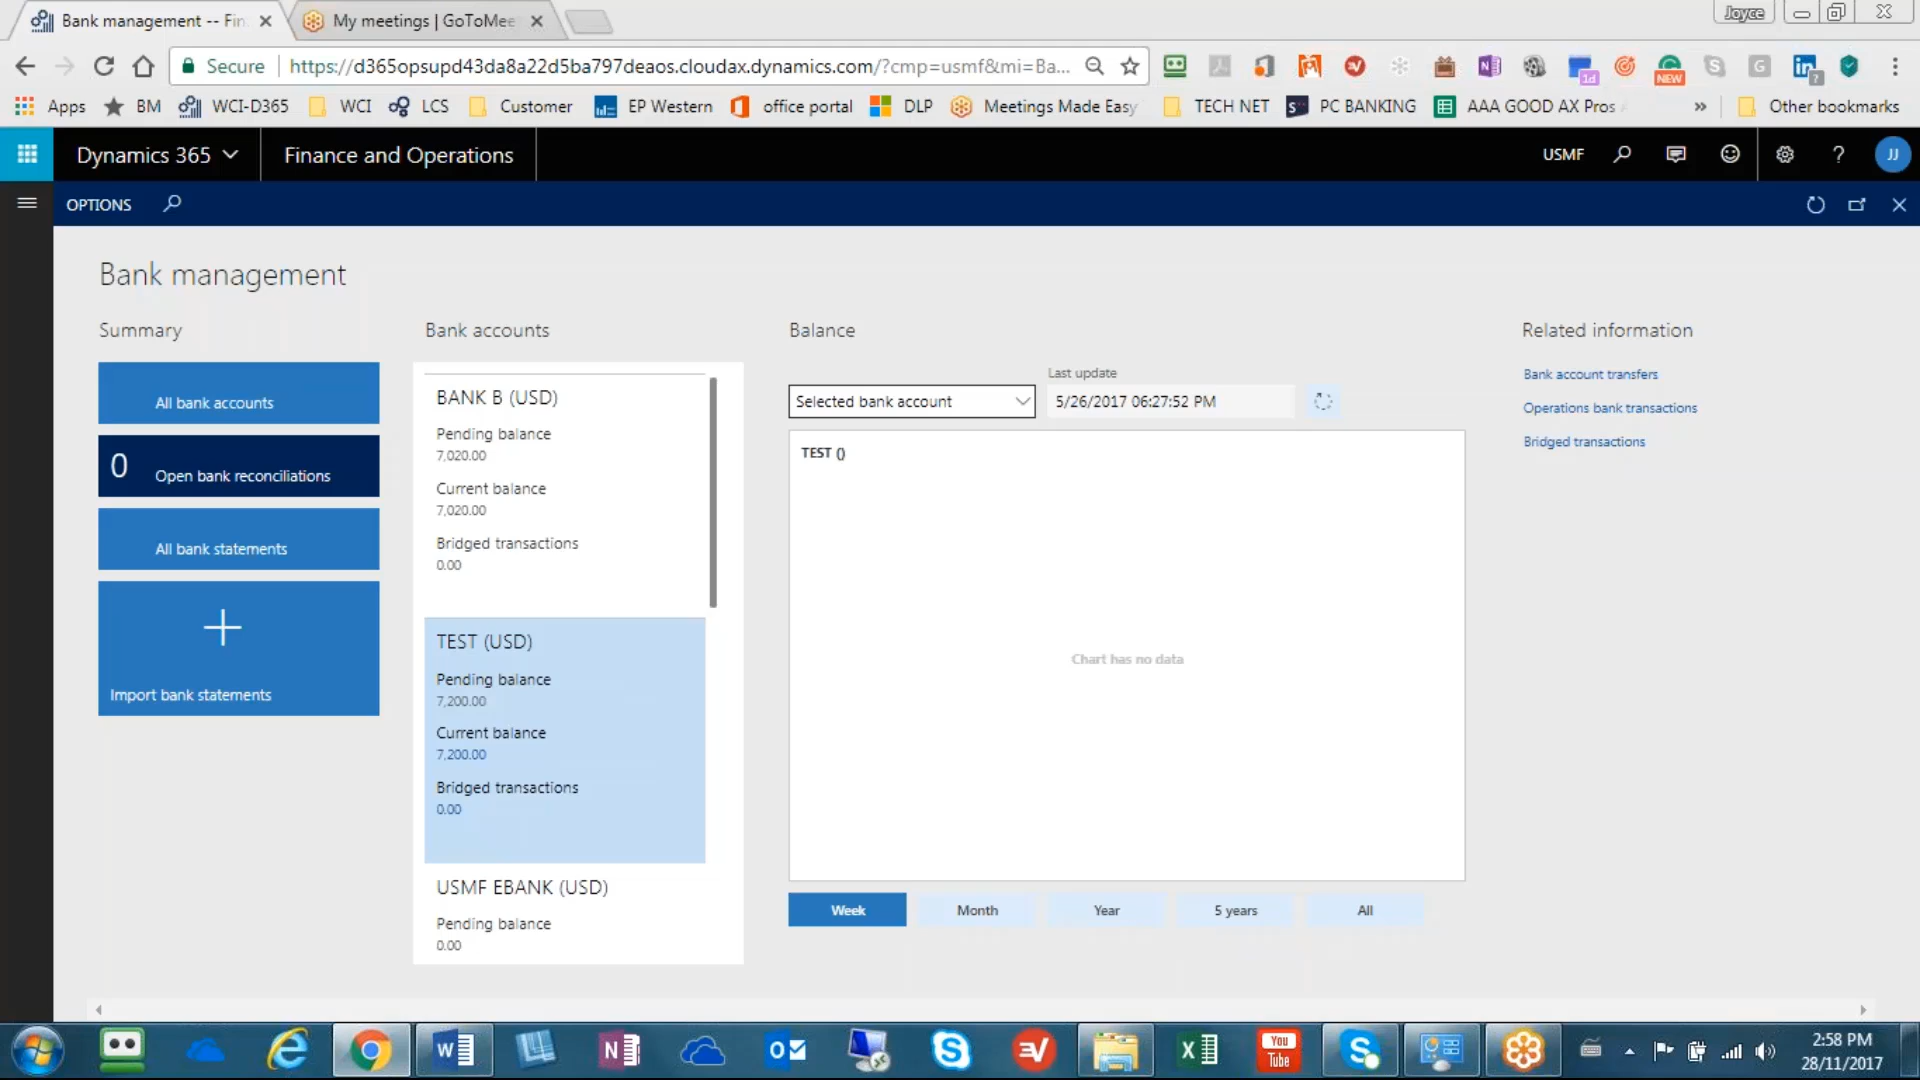 Bank management -- Fin
My meetings | GoToMee
Joyce
Secure
https://d365opsupd43da8a22d5ba797deaos.cloudax.dynamics.com/?cmp=usmf&mi=Ba...
1d
NEW
Apps
BM
WCI-D365
WCI
LCS
Customer
EP Western
office portal
DLP
Meetings Made Easy
TECH NET
PC BANKING
AAA GOOD AX Pros
»
Other bookmarks
Dynamics 365
Finance and Operations
USMF
?
JJ
OPTIONS
Bank management
Summary
All bank accounts
0
Open bank reconciliations
All bank statements
Import bank statements
Bank accounts
BANK B (USD)
Pending balance
7,020.00
Current balance
7,020.00
Bridged transactions
0.00
TEST (USD)
Pending balance
7,200.00
Current balance
7,200.00
Bridged transactions
0.00
USMF EBANK (USD)
Pending balance
0.00
Balance
Last update
Selected bank account
5/26/2017 06:27:52 PM
TEST ()
Chart has no data
Week
Month
Year
5 years
All
Related information
Bank account transfers
Operations bank transactions
Bridged transactions
You
Tube
2:58 PM
28/11/2017